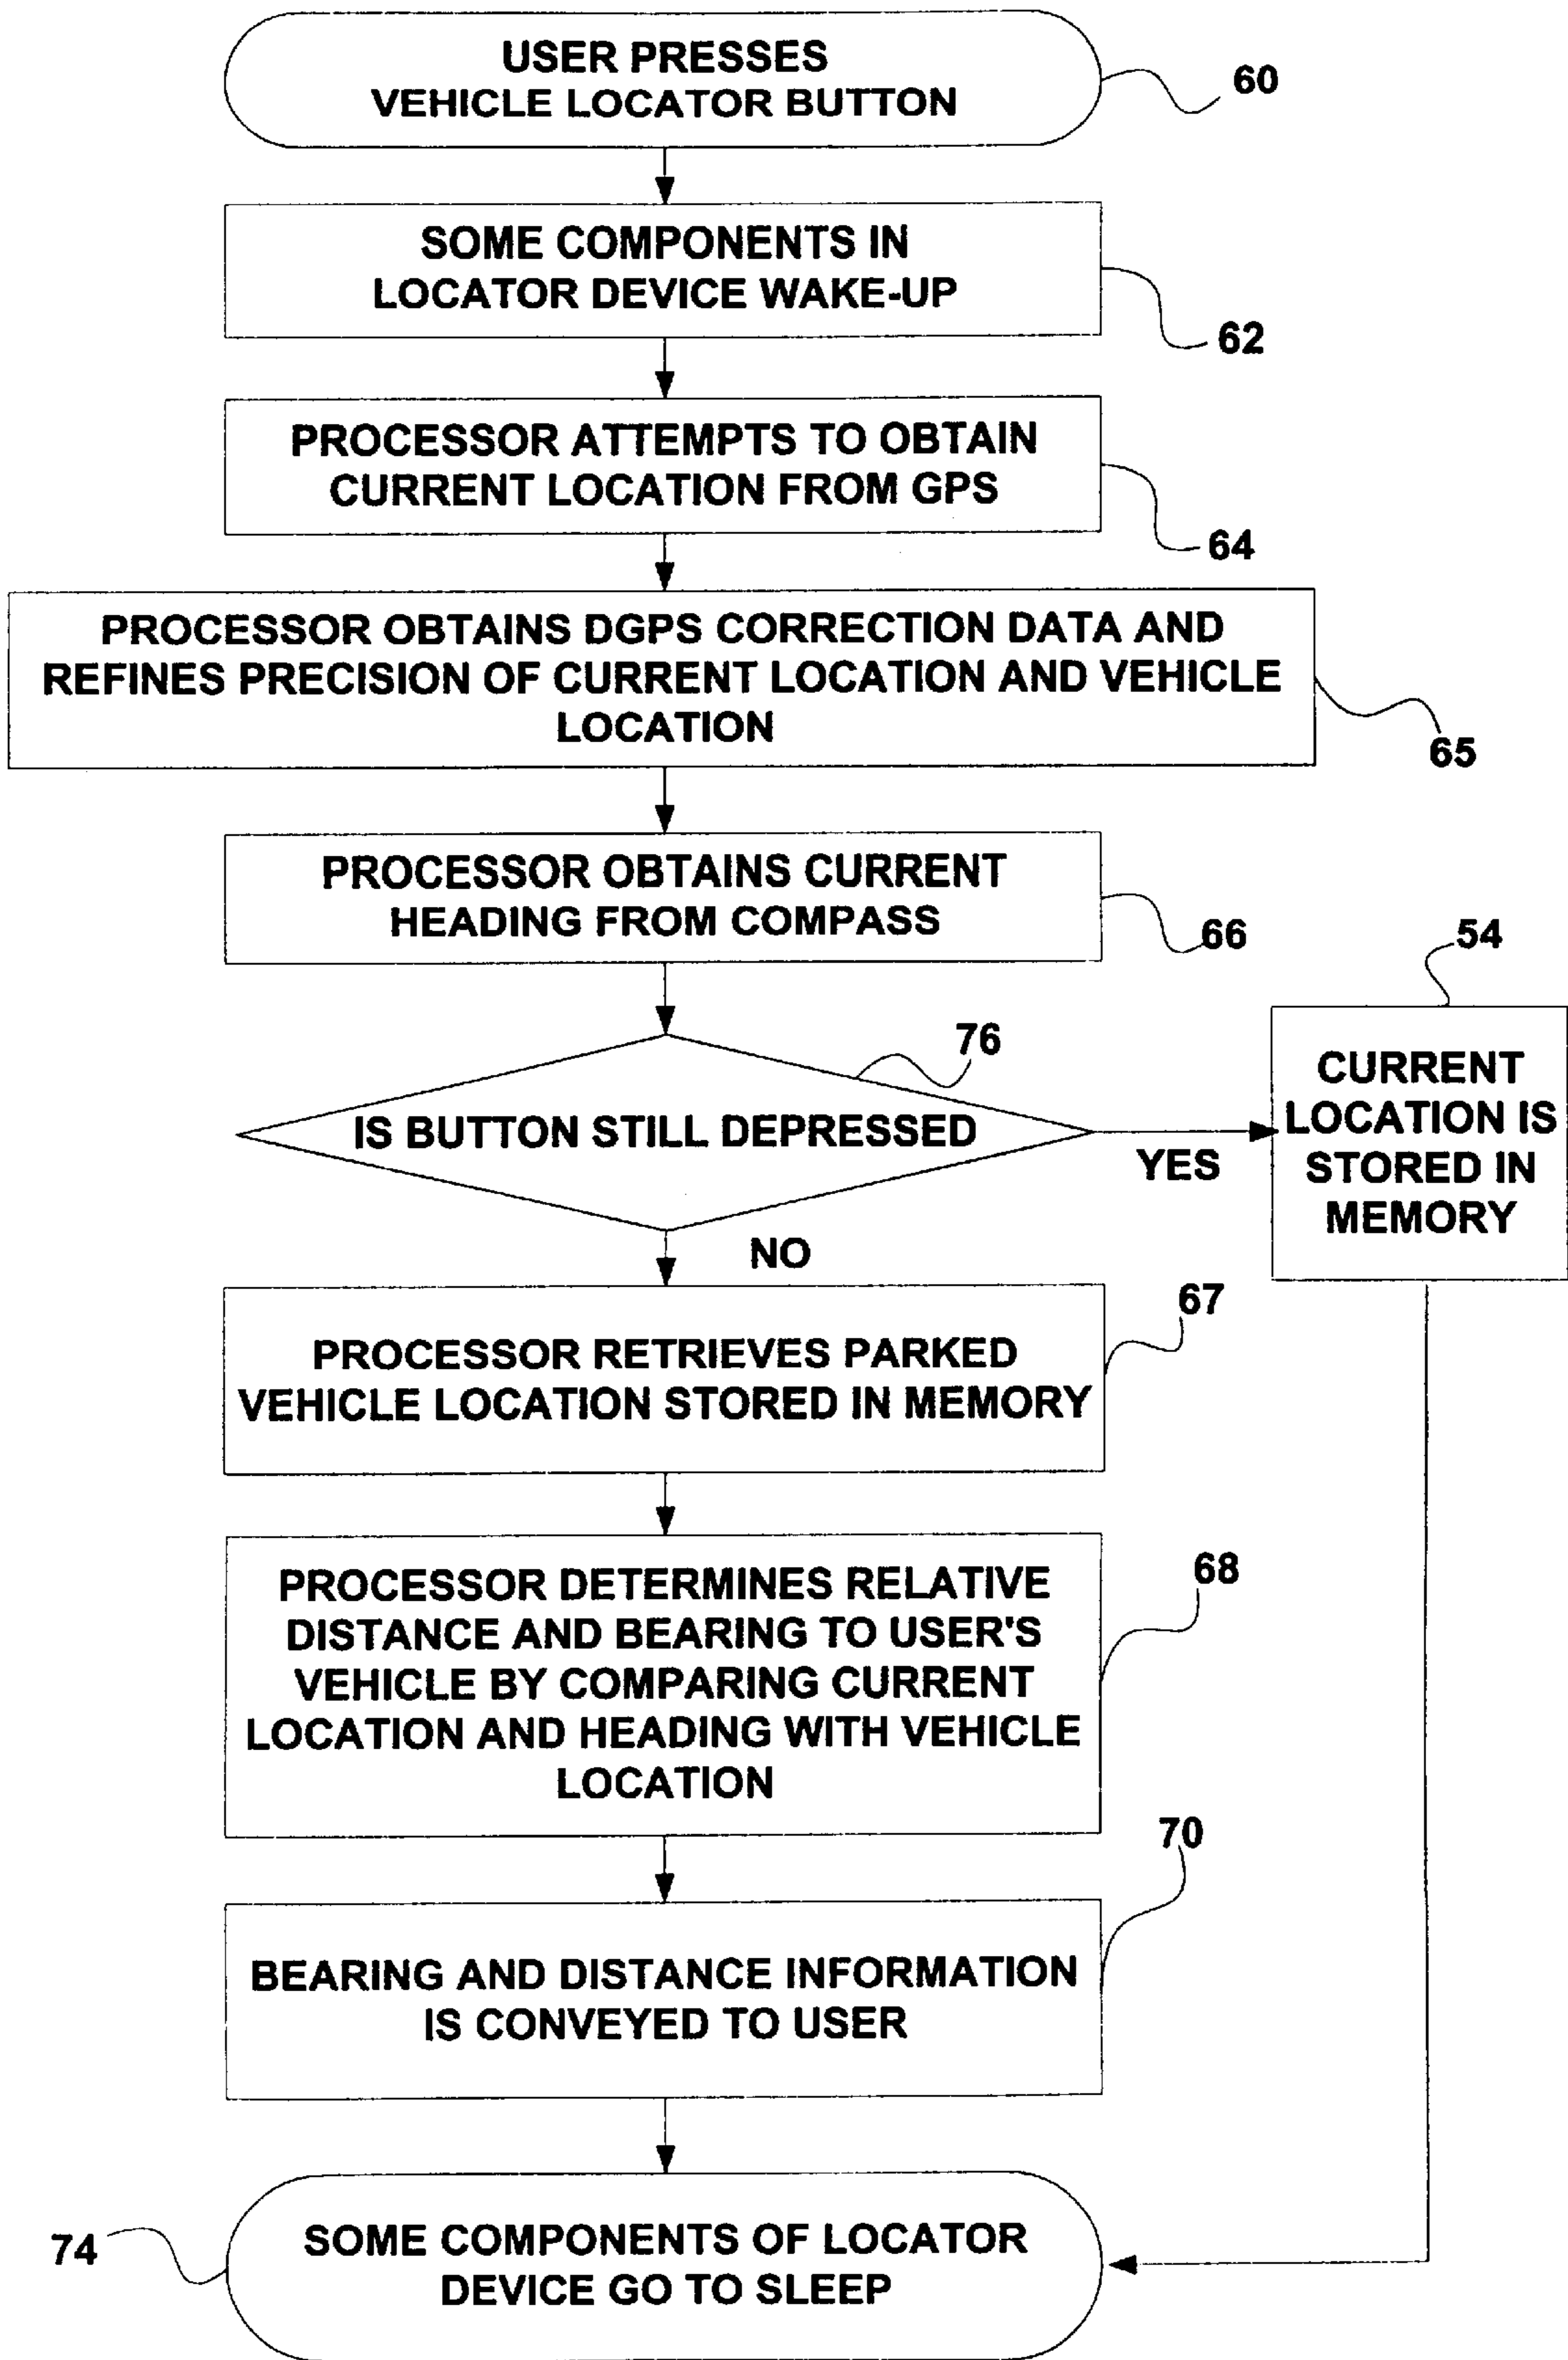 USER PRESSES
VEHICLE LOCATOR BUTTON
60
SOME COMPONENTS IN
LOCATOR DEVICE WAKE-UP
62
PROCESSOR ATTEMPTS TO OBTAIN
CURRENT LOCATION FROM GPS
64
PROCESSOR OBTAINS DGPS CORRECTION DATA AND
REFINES PRECISION OF CURRENT LOCATION AND VEHICLE
LOCATION
65
PROCESSOR OBTAINS CURRENT
HEADING FROM COMPASS
66
54
76
IS BUTTON STILL DEPRESSED
YES
CURRENT
LOCATION IS
STORED IN
MEMORY
NO
67
PROCESSOR RETRIEVES PARKED
VEHICLE LOCATION STORED IN MEMORY
68
PROCESSOR DETERMINES RELATIVE
DISTANCE AND BEARING TO USER'S
VEHICLE BY COMPARING CURRENT
LOCATION AND HEADING WITH VEHICLE
LOCATION
70
BEARING AND DISTANCE INFORMATION
IS CONVEYED TO USER
74
SOME COMPONENTS OF LOCATOR
DEVICE GO TO SLEEP